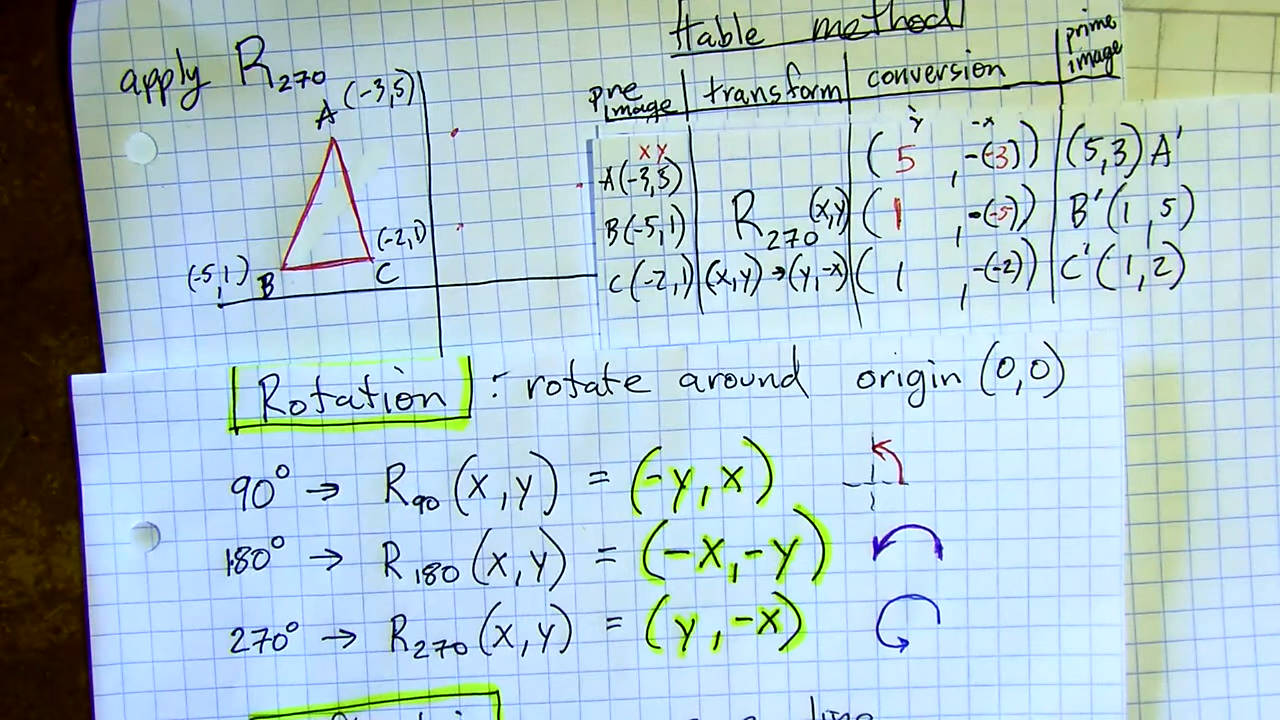 table method
apply R270
A (-3,5)
(-2,1)
(-5,1) B C
pre image | transform | conversion | prime image
x y
y -x
A(-3,5) (5, -(-3)) (5,3) A'
B(-5,1) R270(x,y) (1, -(-5)) B'(1,5)
C(-2,1) (x,y)→(y,-x) (1, -(-2)) C'(1,2)
Rotation : rotate around origin (0,0)
90° → R90(x,y) = (-y,x)
180° → R180(x,y) = (-x,-y)
270° → R270(x,y) = (y,-x)
line